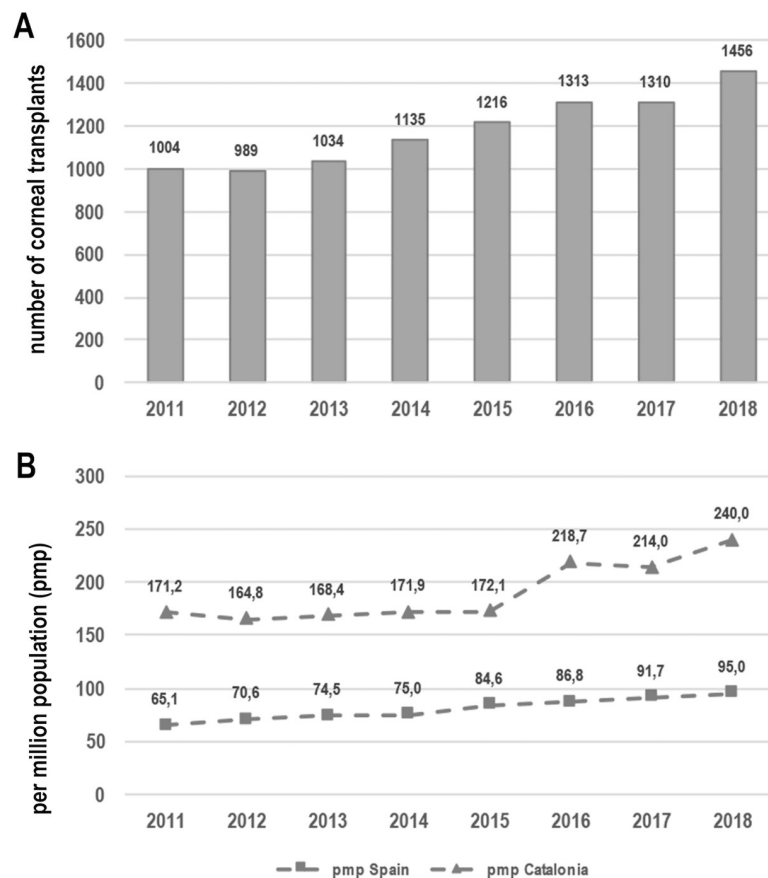 A
number of corneal transplants
1600
1400
1200
1000
800
600
400
200
0
1004
989
1034
1135
1216
1313
1310
1456
2011 2012 2013 2014 2015 2016 2017 2018
B
per million population (pmp)
300
250
200
150
100
50
0
171,2 164,8 168,4 171,9 172,1 218,7 214,0 240,0
65,1 70,6 74,5 75,0 84,6 86,8 91,7 95,0
2011 2012 2013 2014 2015 2016 2017 2018
pmp Spain pmp Catalonia